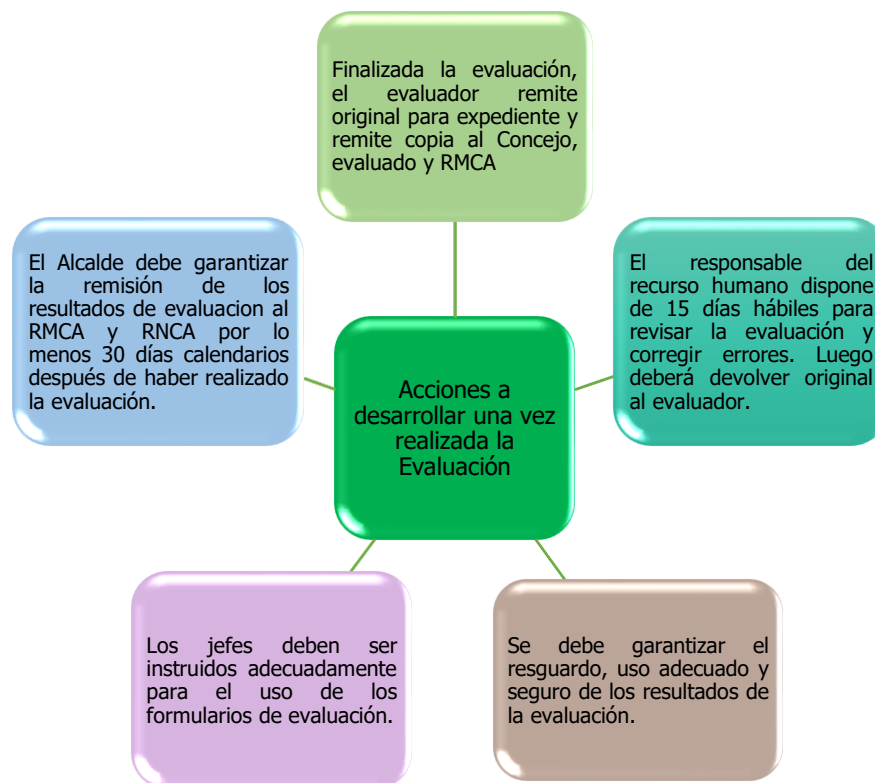 Finalizada la evaluación,
el evaluador remite
original para expediente y
remite copia al Concejo,
evaluado y RMCA
El Alcalde debe garantizar
la remisión de los
resultados de evaluacion al
RMCA y RNCA por lo
menos 30 días calendarios
después de haber realizado
la evaluación.
El responsable del
recurso humano dispone
de 15 días hábiles para
revisar la evaluación y
corregir errores. Luego
deberá devolver original
al evaluador.
Acciones a
desarrollar una vez
realizada la
Evaluación
Los jefes deben ser
instruidos adecuadamente
para el uso de los
formularios de evaluación.
Se debe garantizar el
resguardo, uso adecuado y
seguro de los resultados de
la evaluación.